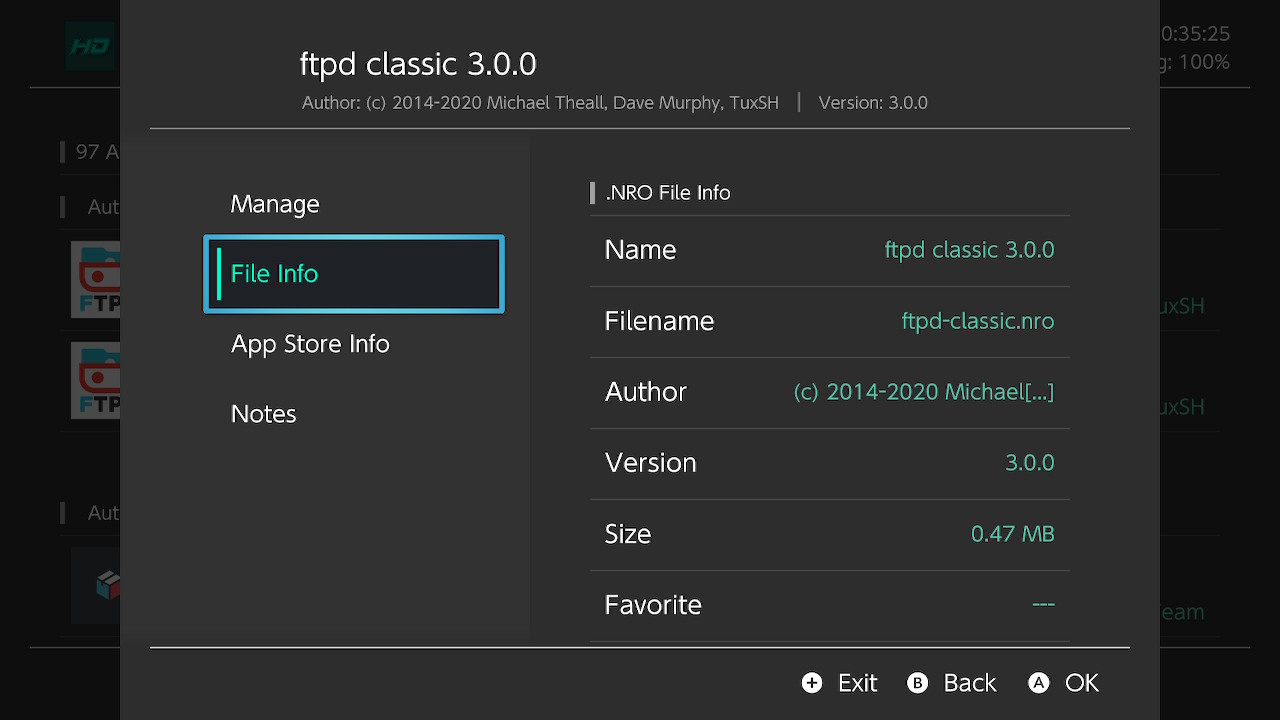 HD
0:35:25
g: 100%
ftpd classic 3.0.0
Author: (c) 2014-2020 Michael Theall, Dave Murphy, TuxSH | Version: 3.0.0
97 A
Aut
Manage
File Info
App Store Info
Notes
.NRO File Info
Name ftpd classic 3.0.0
Filename ftpd-classic.nro
Author (c) 2014-2020 Michael[...]
Version 3.0.0
Size 0.47 MB
Favorite ---
FTP
uxSH
FTP
uxSH
Aut
eam
+ Exit B Back A OK